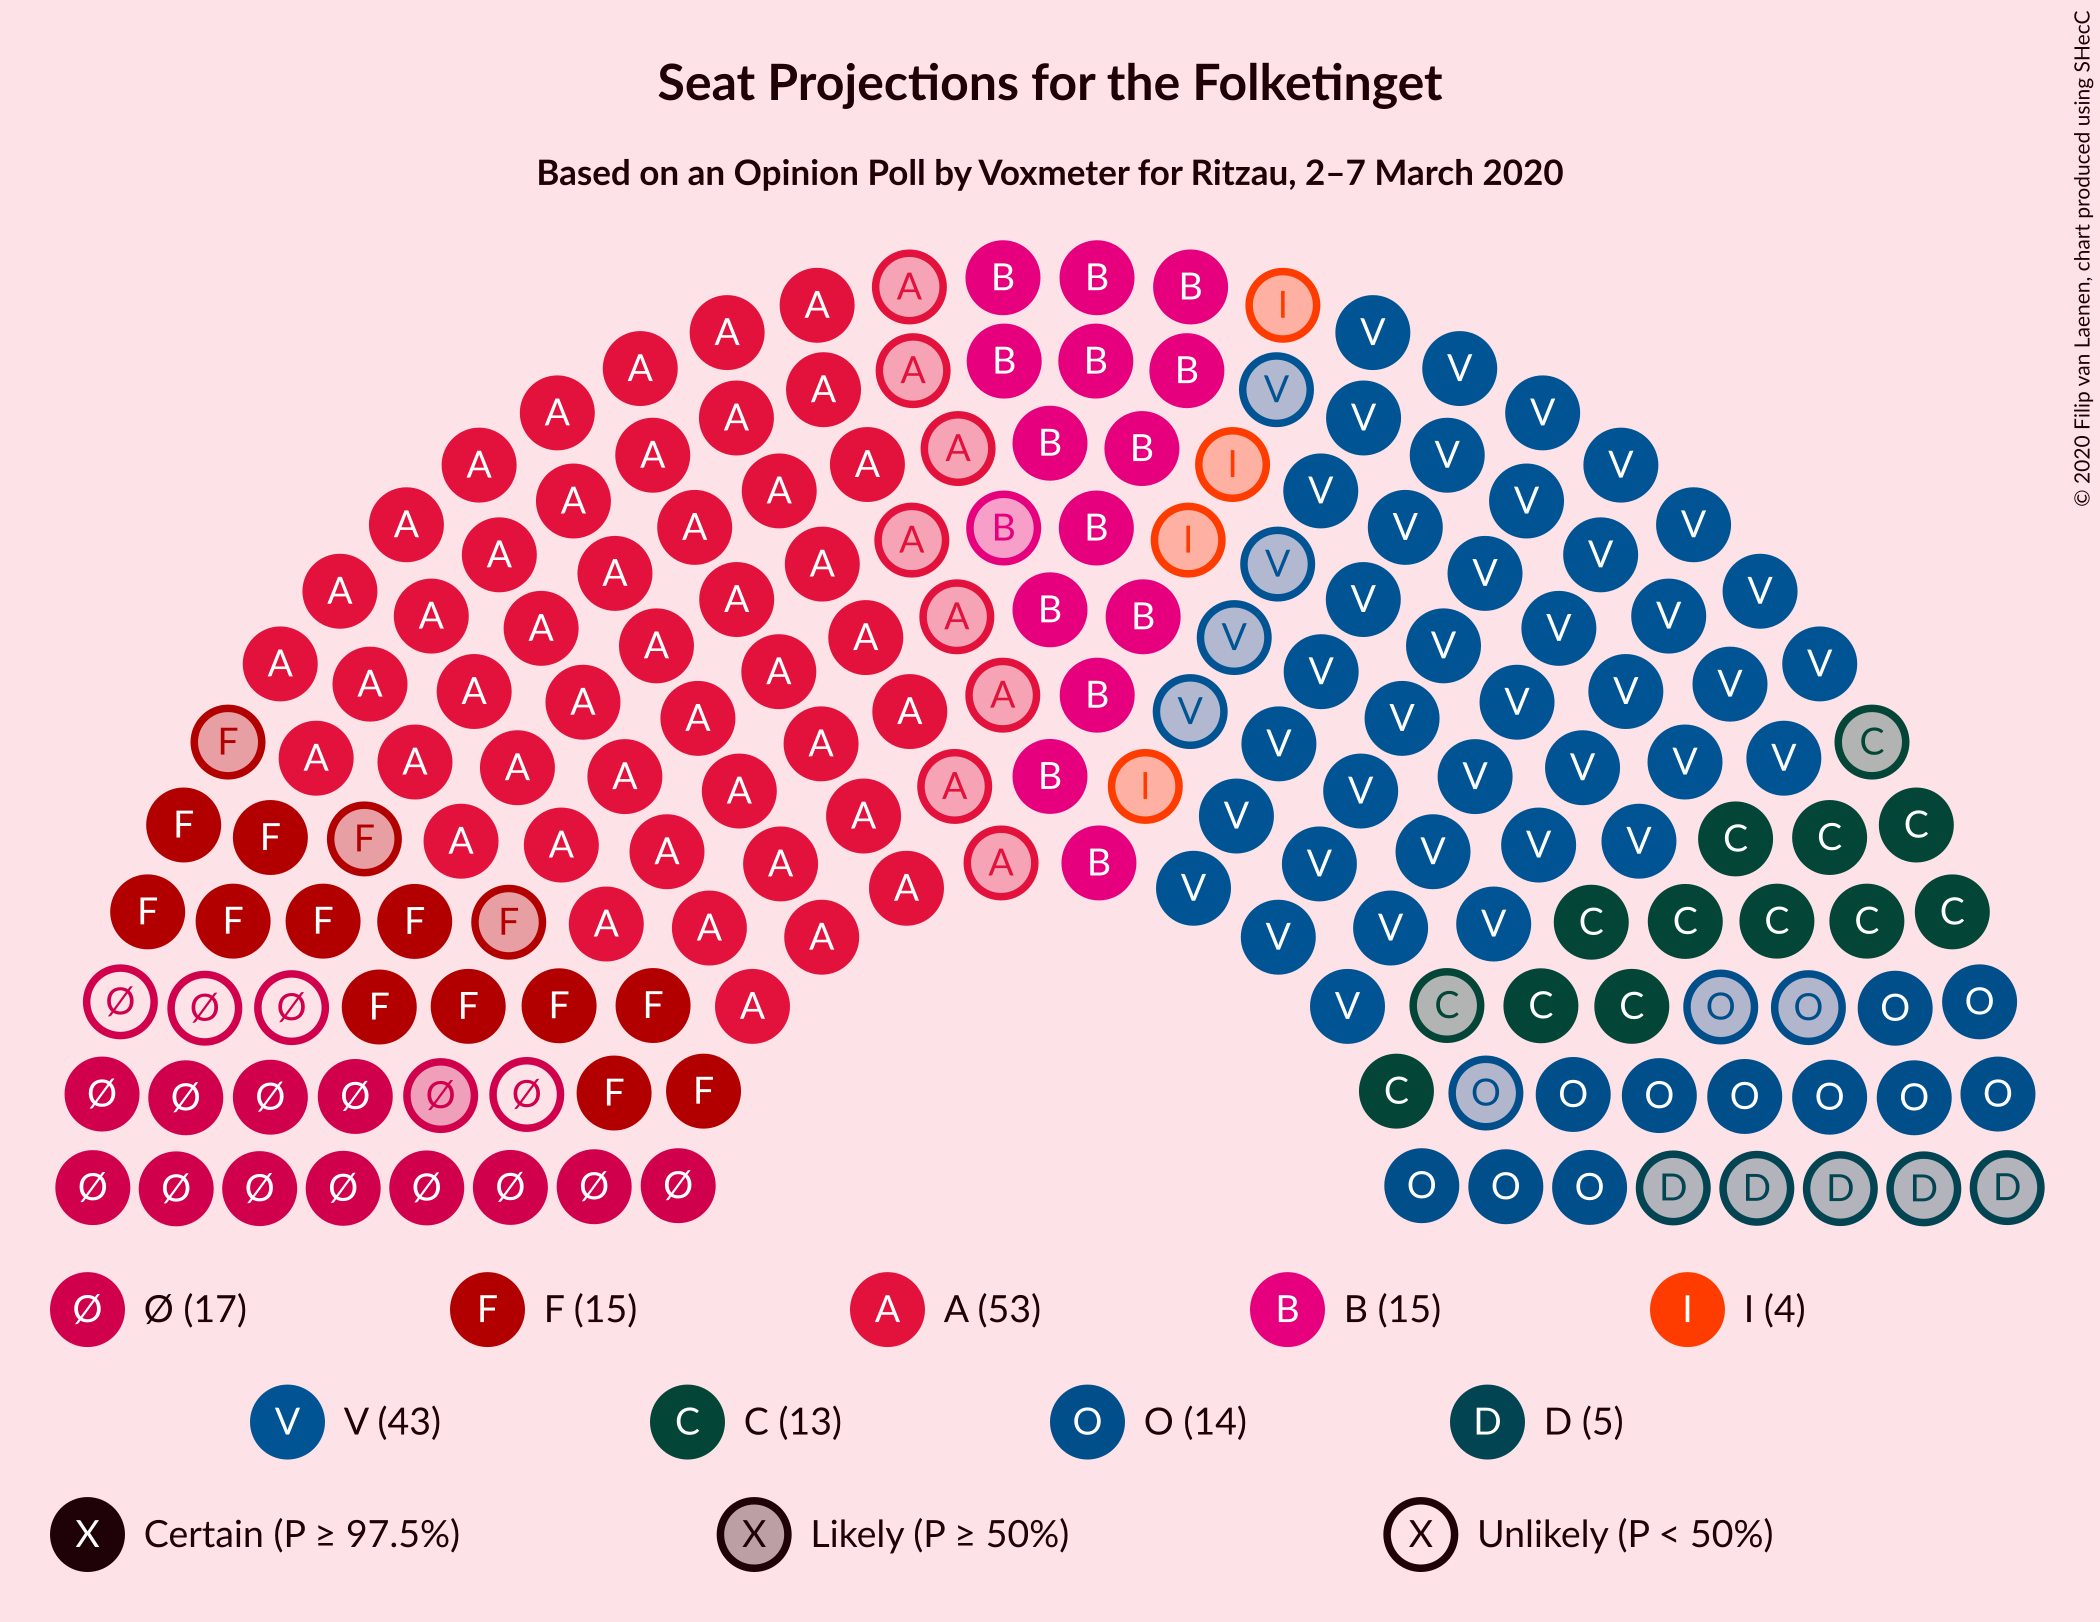 Seat Projections for the Folketinget
Based on an Opinion Poll by Voxmeter for Ritzau, 2–7 March 2020
© 2020 Filip van Laenen, chart produced using SHecC
A A B B B I V
A A A B B B V V V
A A A B B I V V V
A A A A A B B I V V V V V
A A A A A A B B V V V V V V
A A A A A A A B V V V V V V V
F A A A A A A A B I V V V V V V V C
F F F A A A A A A A B V V V V V C C C
F F F F F A A A V V V C C C C C
Ø Ø Ø F F F F A V C C C O O O O
Ø Ø Ø Ø Ø Ø F F C O O O O O O O
Ø Ø Ø Ø Ø Ø Ø Ø O O O D D D D D
Ø Ø (17) F F (15) A A (53) B B (15) I I (4)
V V (43) C C (13) O O (14) D D (5)
X Certain (P ≥ 97.5%) X Likely (P ≥ 50%) X Unlikely (P < 50%)